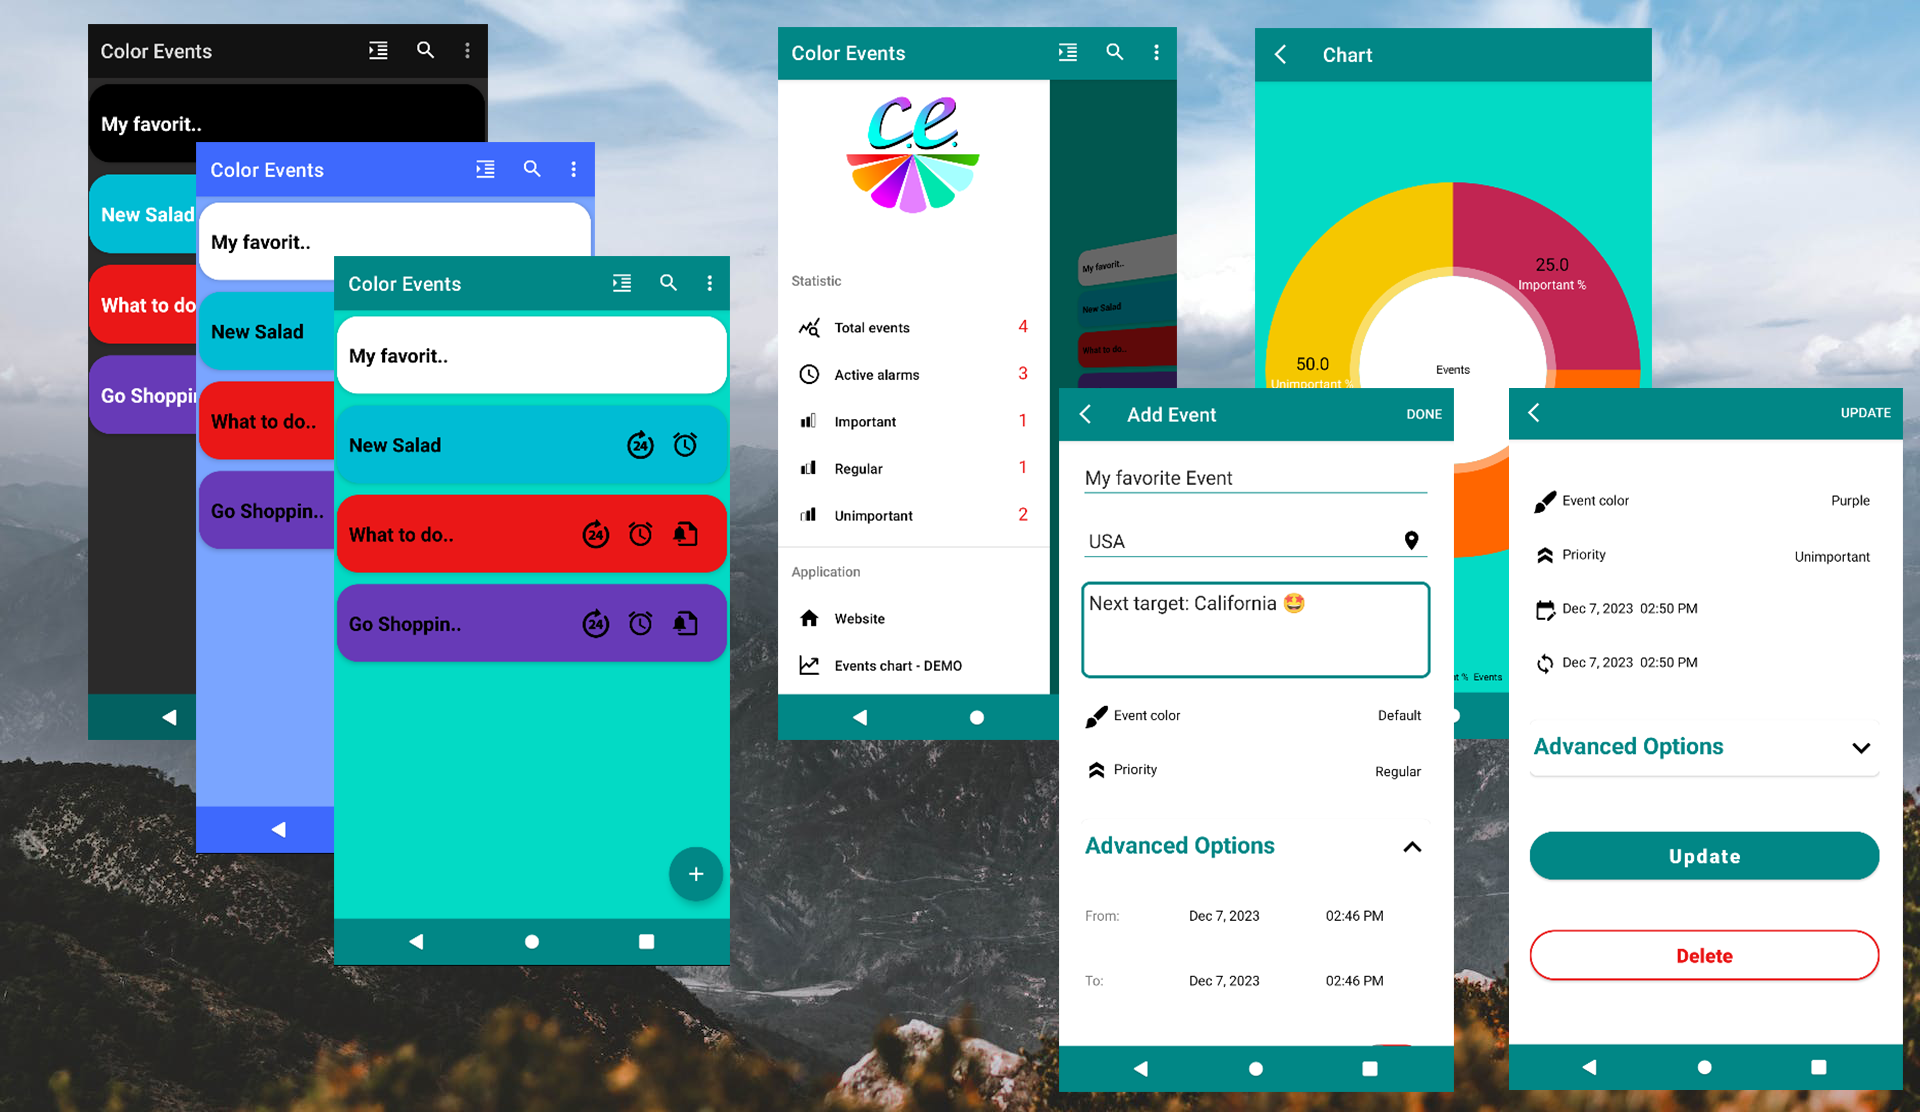 Color Events
My favorit..
New Salad
What to do
Go Shoppi
Color Events
My favorit..
New Salad
What to do..
Go Shoppin..
Color Events
My favorit..
New Salad
24
What to do..
24
Go Shoppin..
24
+
Color Events
c.e.
Statistic
Total events 4
Active alarms 3
Important 1
Regular 1
Unimportant 2
Application
Website
Events chart - DEMO
My favorit..
New Salad
What to do..
Chart
25.0
Important %
50.0
Unimportant %
Events
t % Events
Add Event DONE
My favorite Event
USA
Next target: California 🤩
Event color Default
Priority Regular
Advanced Options
From: Dec 7, 2023 02:46 PM
To: Dec 7, 2023 02:46 PM
UPDATE
Event color Purple
Priority Unimportant
Dec 7, 2023 02:50 PM
Dec 7, 2023 02:50 PM
Advanced Options
Update
Delete